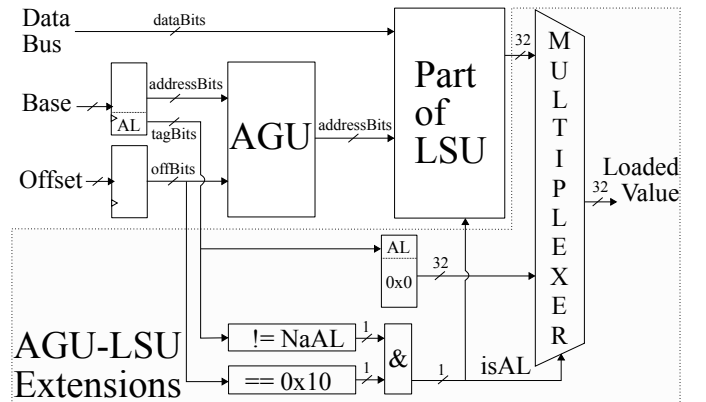 Data
Bus
dataBits
32
Base
AL
addressBits
tagBits
AGU
addressBits
Part
of
LSU
Offset
offBits
MULTIPLEXER
Loaded
Value
32
AL
0x0
32
!= NaAL
1
== 0x10
1
&
1
isAL
AGU-LSU
Extensions